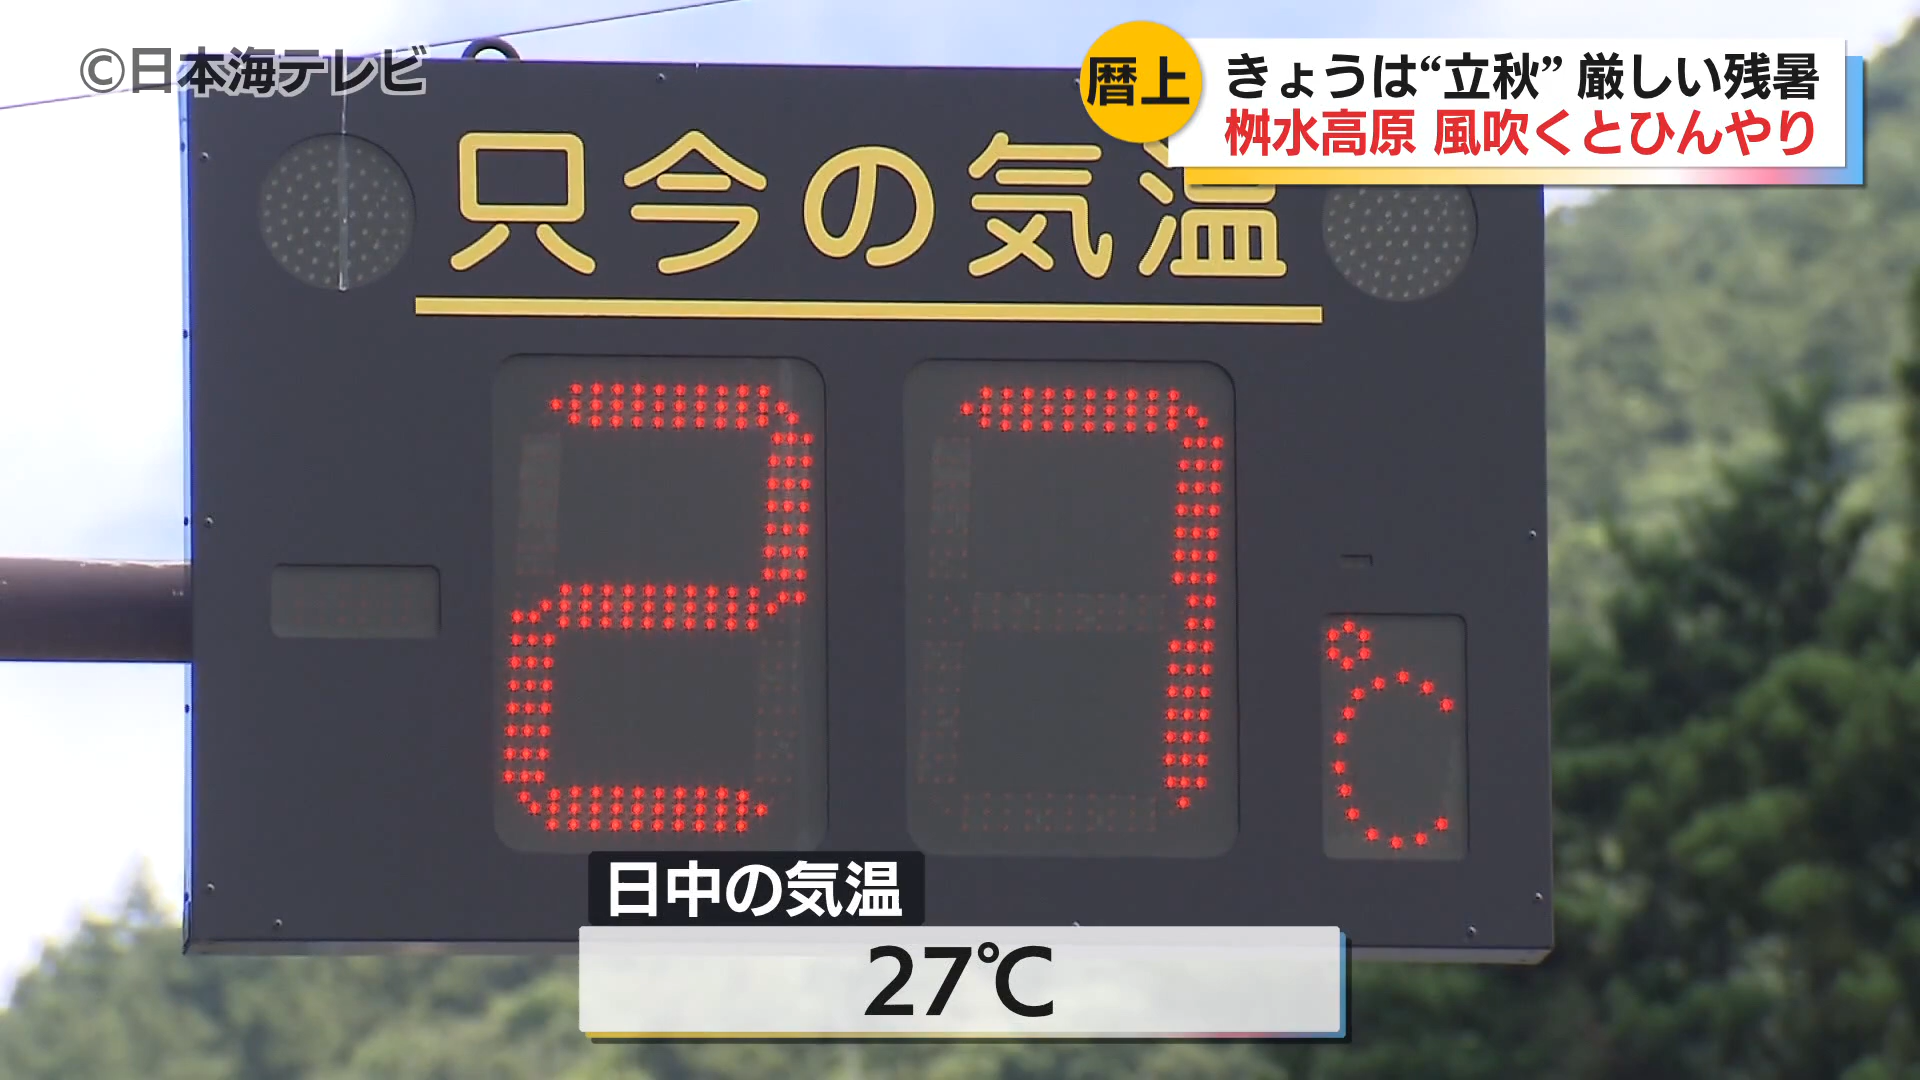 ©日本海テレビ
暦上
きょうは“立秋” 厳しい残暑
桝水高原 風吹くとひんやり
只今の気温
27℃
日中の気温
27℃